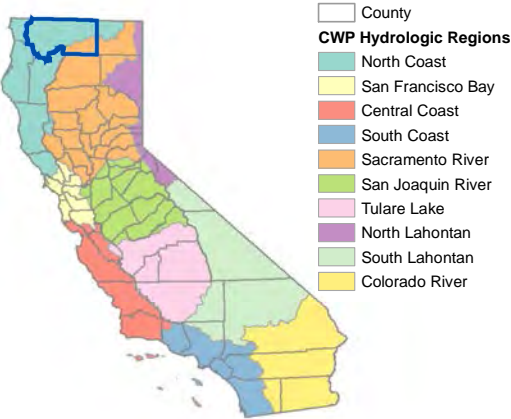 County
CWP Hydrologic Regions
North Coast
San Francisco Bay
Central Coast
South Coast
Sacramento River
San Joaquin River
Tulare Lake
North Lahontan
South Lahontan
Colorado River